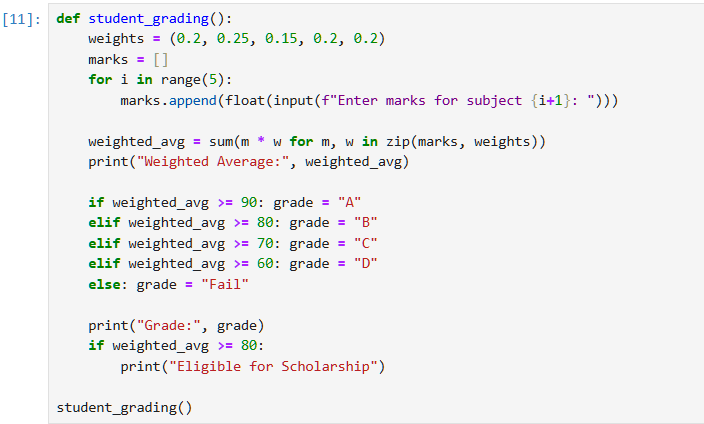 [11]: def student_grading():
    weights = (0.2, 0.25, 0.15, 0.2, 0.2)
    marks = []
    for i in range(5):
        marks.append(float(input(f"Enter marks for subject {i+1}: ")))

    weighted_avg = sum(m * w for m, w in zip(marks, weights))
    print("Weighted Average:", weighted_avg)

    if weighted_avg >= 90: grade = "A"
    elif weighted_avg >= 80: grade = "B"
    elif weighted_avg >= 70: grade = "C"
    elif weighted_avg >= 60: grade = "D"
    else: grade = "Fail"

    print("Grade:", grade)
    if weighted_avg >= 80:
        print("Eligible for Scholarship")

student_grading()